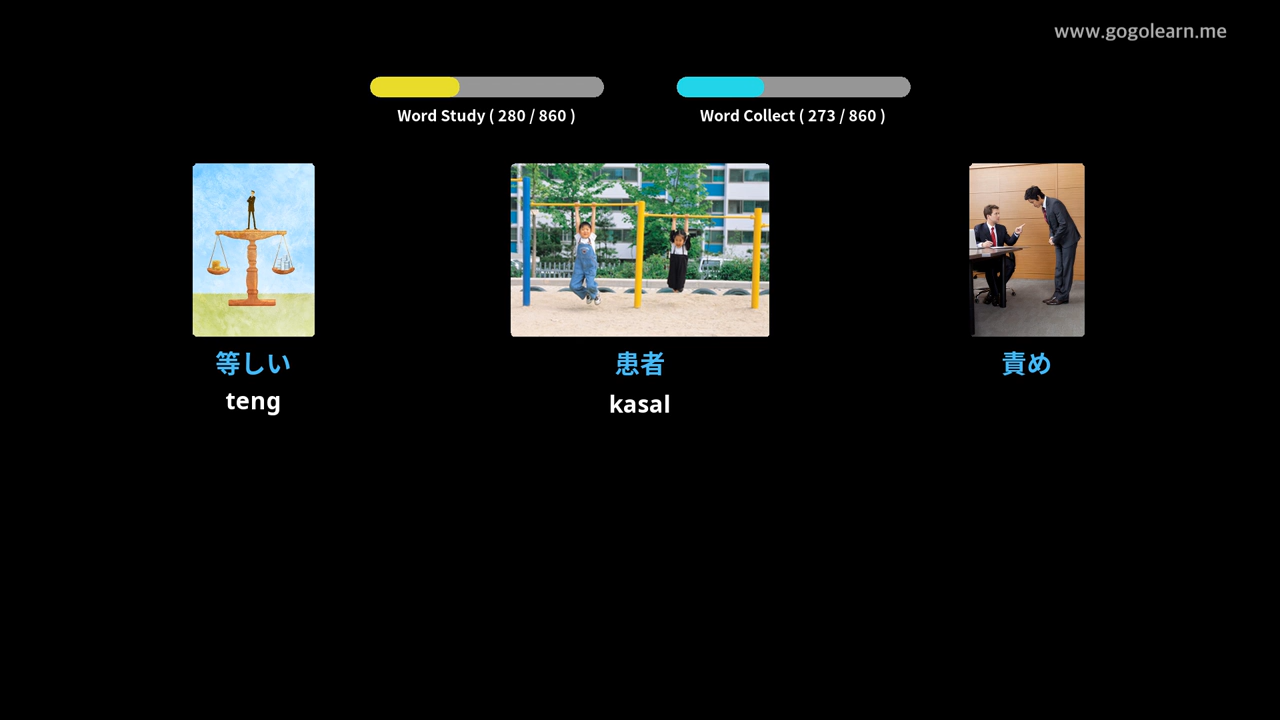 www.gogolearn.me
Word Study ( 280 / 860 )
Word Collect ( 273 / 860 )
等しい
患者
責め
teng
kasal